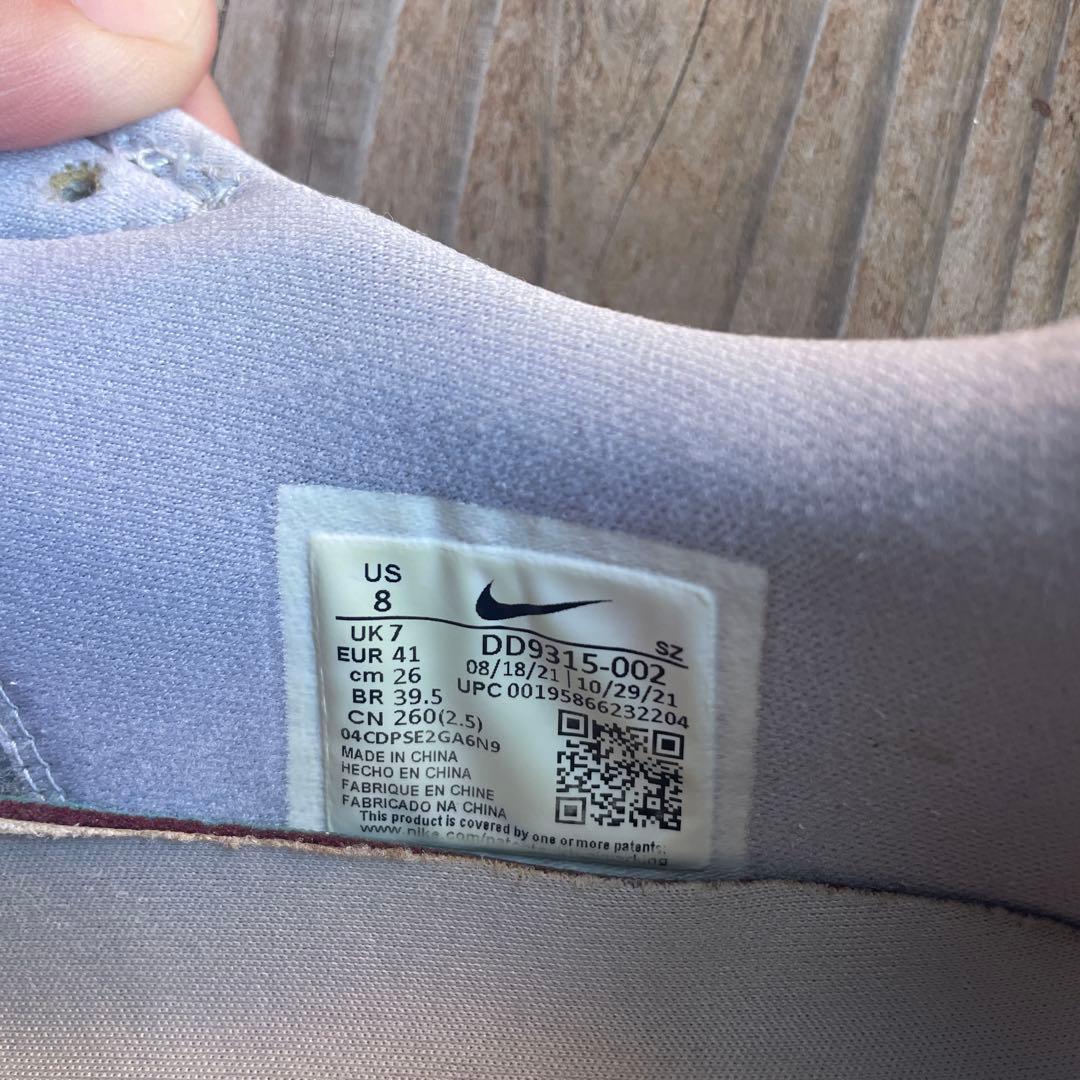 US
8
UK 7
EUR 41
cm 26
BR 39.5
CN 260(2.5)
SZ
DD9315-002
08/18/21 | 10/29/21
UPC 00195866232204
04CDPSE2GA6N9
MADE IN CHINA
HECHO EN CHINA
FABRIQUE EN CHINE
FABRICADO NA CHINA
This product is covered by one or more patents: